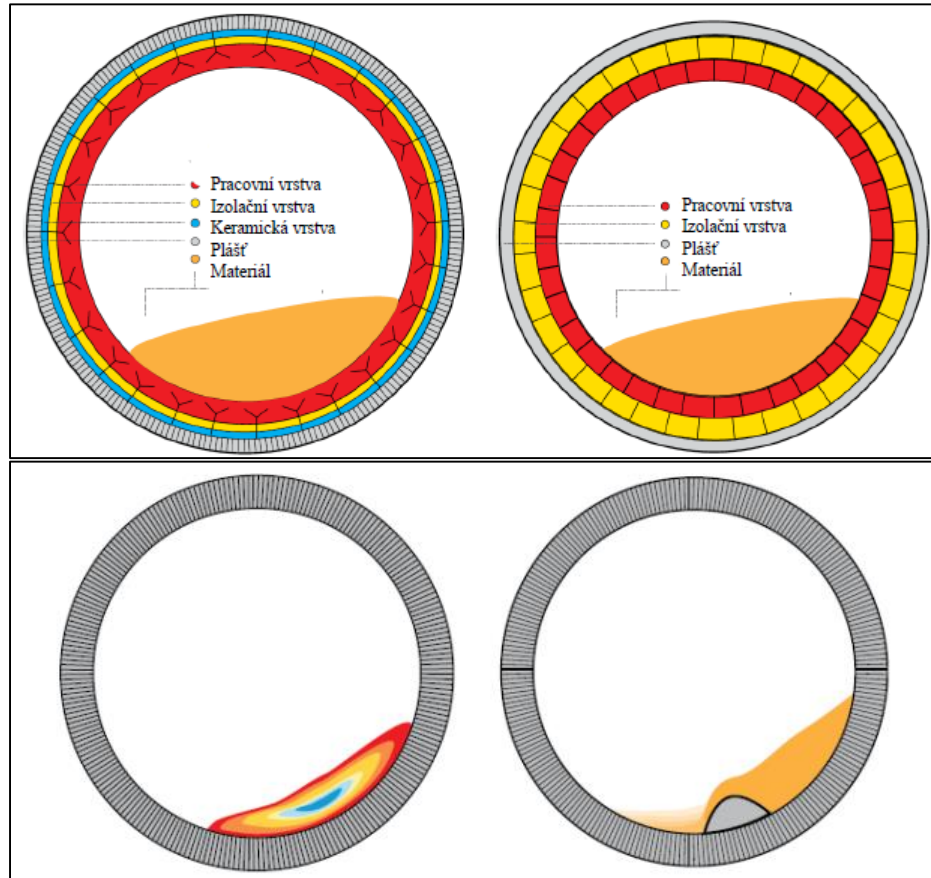 Pracovní vrstva
Izolační vrstva
Keramická vrstva
Plášť
Materiál
Pracovní vrstva
Izolační vrstva
Plášť
Materiál